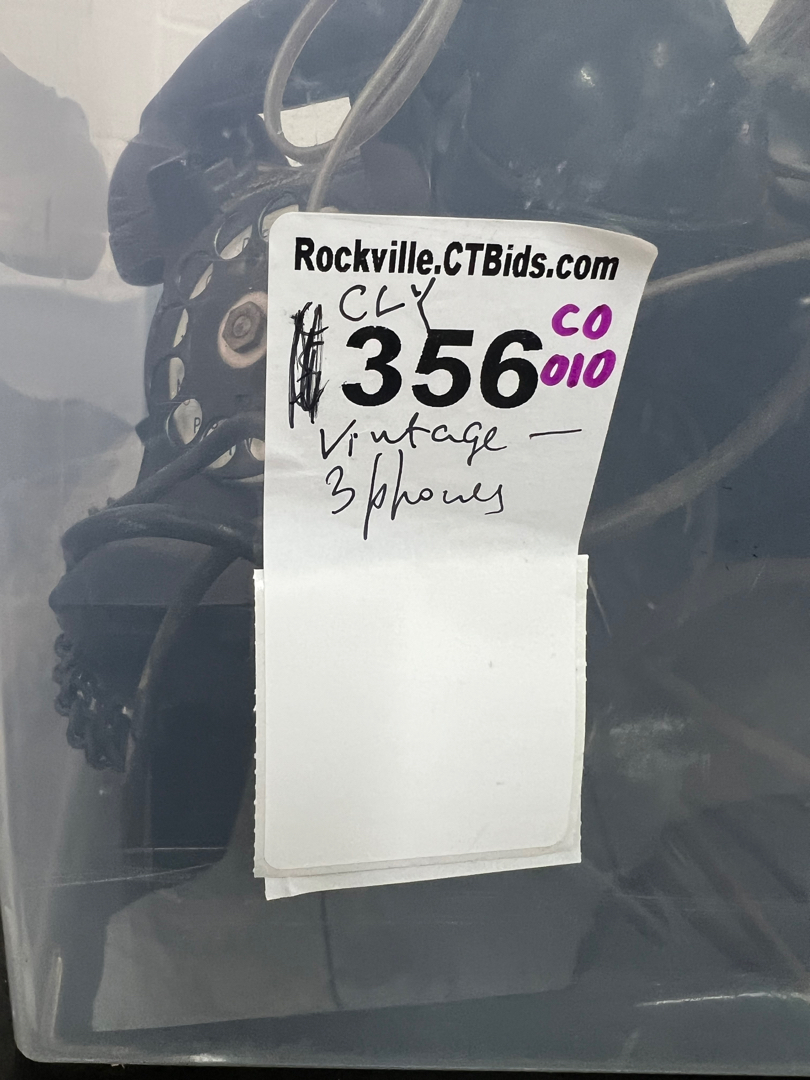 Rockville.CTBids.com
CLY
356
CO
010
Vintage —
3 phones